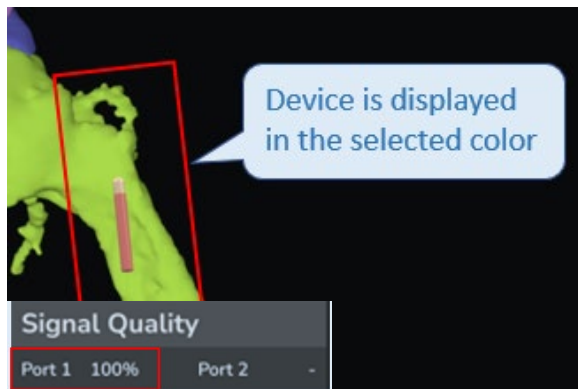 Device is displayed
in the selected color
Signal Quality
Port 1 100% Port 2 -